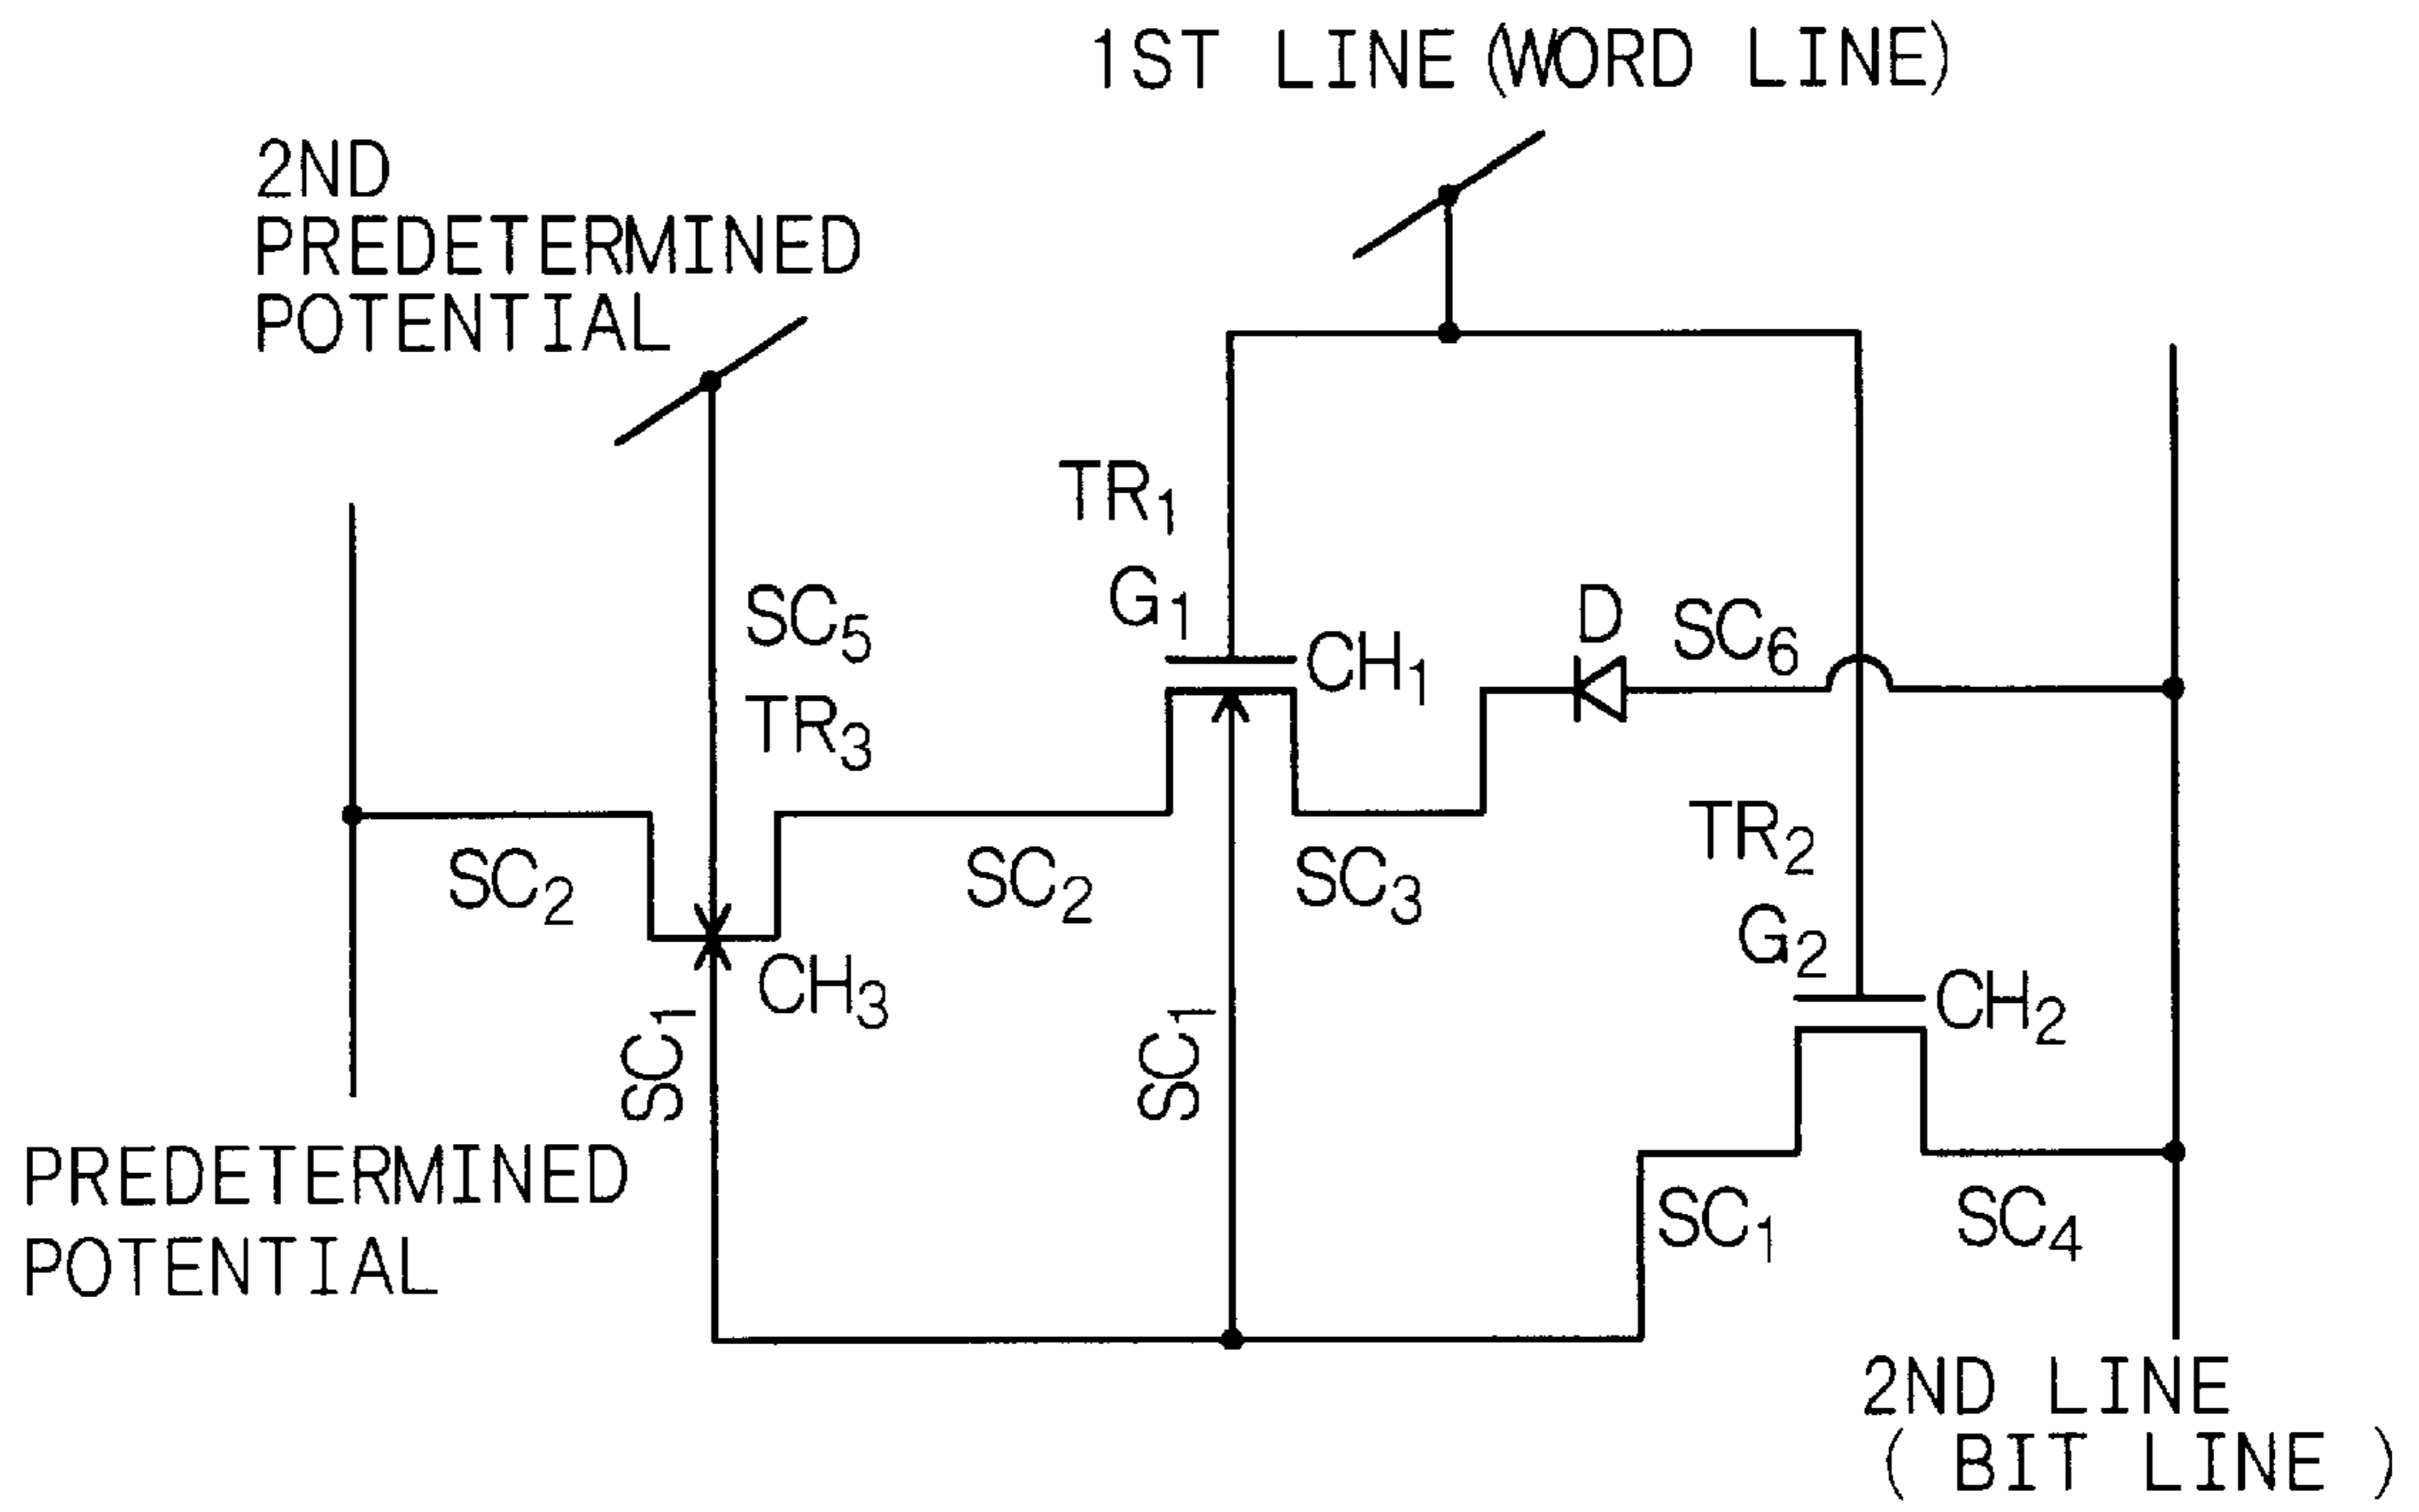 1ST LINE (WORD LINE)
2ND
PREDETERMINED
POTENTIAL
TR1
G1
CH1
D
SC6
SC5
TR3
TR2
G2
CH2
SC2
SC2
SC3
CH3
SC1
SC1
SC1
SC4
PREDETERMINED
POTENTIAL
2ND LINE
( BIT LINE )